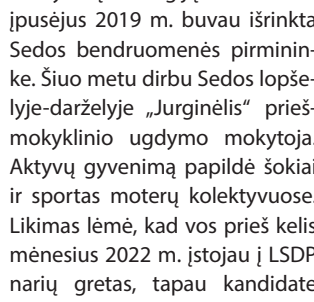 įpusėjus 2019 m. buvau išrinkta
Sedos bendruomenės pirminin-
ke. Šiuo metu dirbu Sedos lopše-
lyje-darželyje „Jurginėlis“ prieš-
mokyklinio ugdymo mokytoja.
Aktyvų gyvenimą papildė šokiai
ir sportas moterų kolektyvuose.
Likimas lėmė, kad vos prieš kelis
mėnesius 2022 m. įstojau į LSDP
narių gretas, tapau kandidate